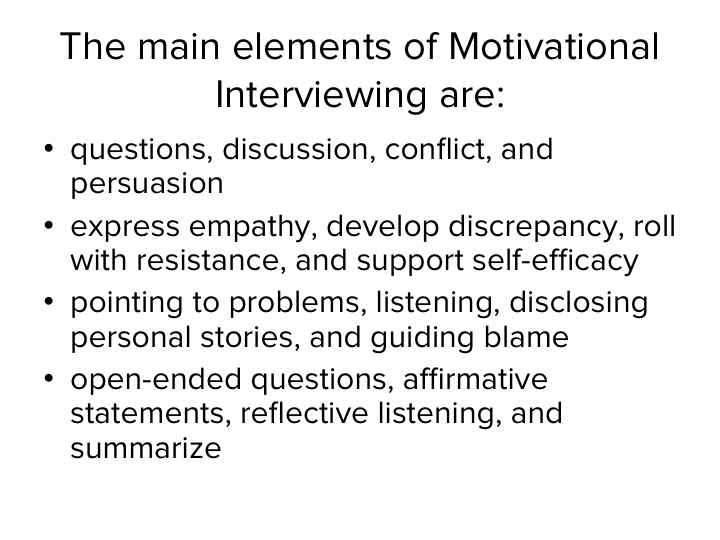 The main elements of Motivational
Interviewing are:
• questions, discussion, conflict, and
persuasion
• express empathy, develop discrepancy, roll
with resistance, and support self-efficacy
• pointing to problems, listening, disclosing
personal stories, and guiding blame
• open-ended questions, affirmative
statements, reflective listening, and
summarize